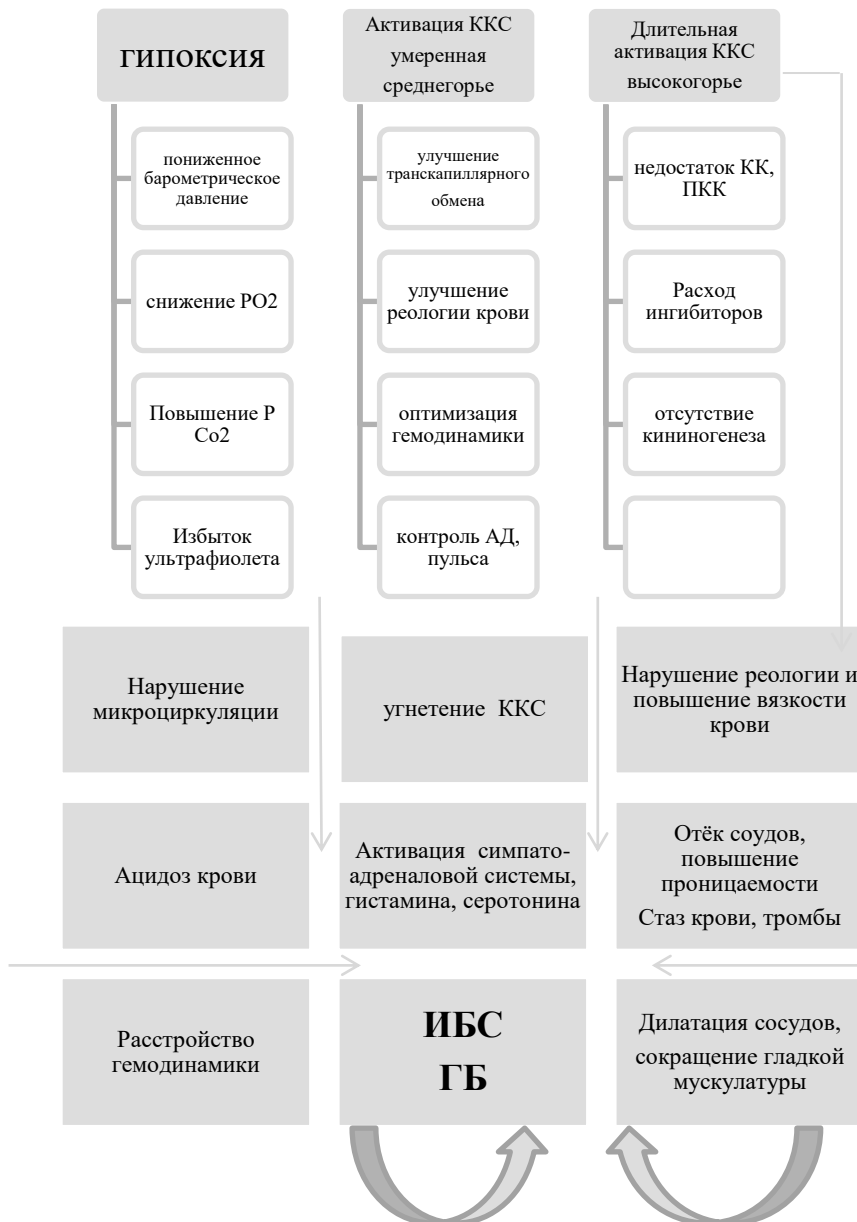 ГИПОКСИЯ
пониженное
барометрическое
давление
снижение РО2
Повышение Р
Со2
Избыток
ультрафиолета
Активация ККС
умеренная
среднегорье
улучшение
транскапиллярного
обмена
улучшение
реологии крови
оптимизация
гемодинамики
контроль АД,
пульса
Длительная
активация ККС
высокогорье
недостаток КК,
ПКК
Расход
ингибиторов
отсутствие
кининогенеза
Нарушение
микроциркуляции
угнетение ККС
Нарушение реологии и
повышение вязкости
крови
Ацидоз крови
Активация симпато-
адреналовой системы,
гистамина, серотонина
Отёк соудов,
повышение
проницаемости
Стаз крови, тромбы
Расстройство
гемодинамики
ИБС
ГБ
Дилатация сосудов,
сокращение гладкой
мускулатуры